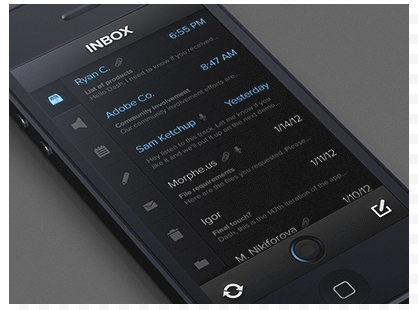 INBOX
Ryan C.
6:55 PM
List of products
Hello Dash, I need to know if you received...
Adobe Co.
8:47 AM
Community Involvement
Our community involvement efforts are...
Sam Ketchup
Yesterday
Hey listen to this track. Let me know if you
like it and we'll put it up on the next demo...
Morphe.us
1/14/12
File requirements
Here are the files you requested. Please...
Igor
1/11/12
Final touch?
Dash, this is the 147th iteration of the app...
M. Nikiforova
1/10/12